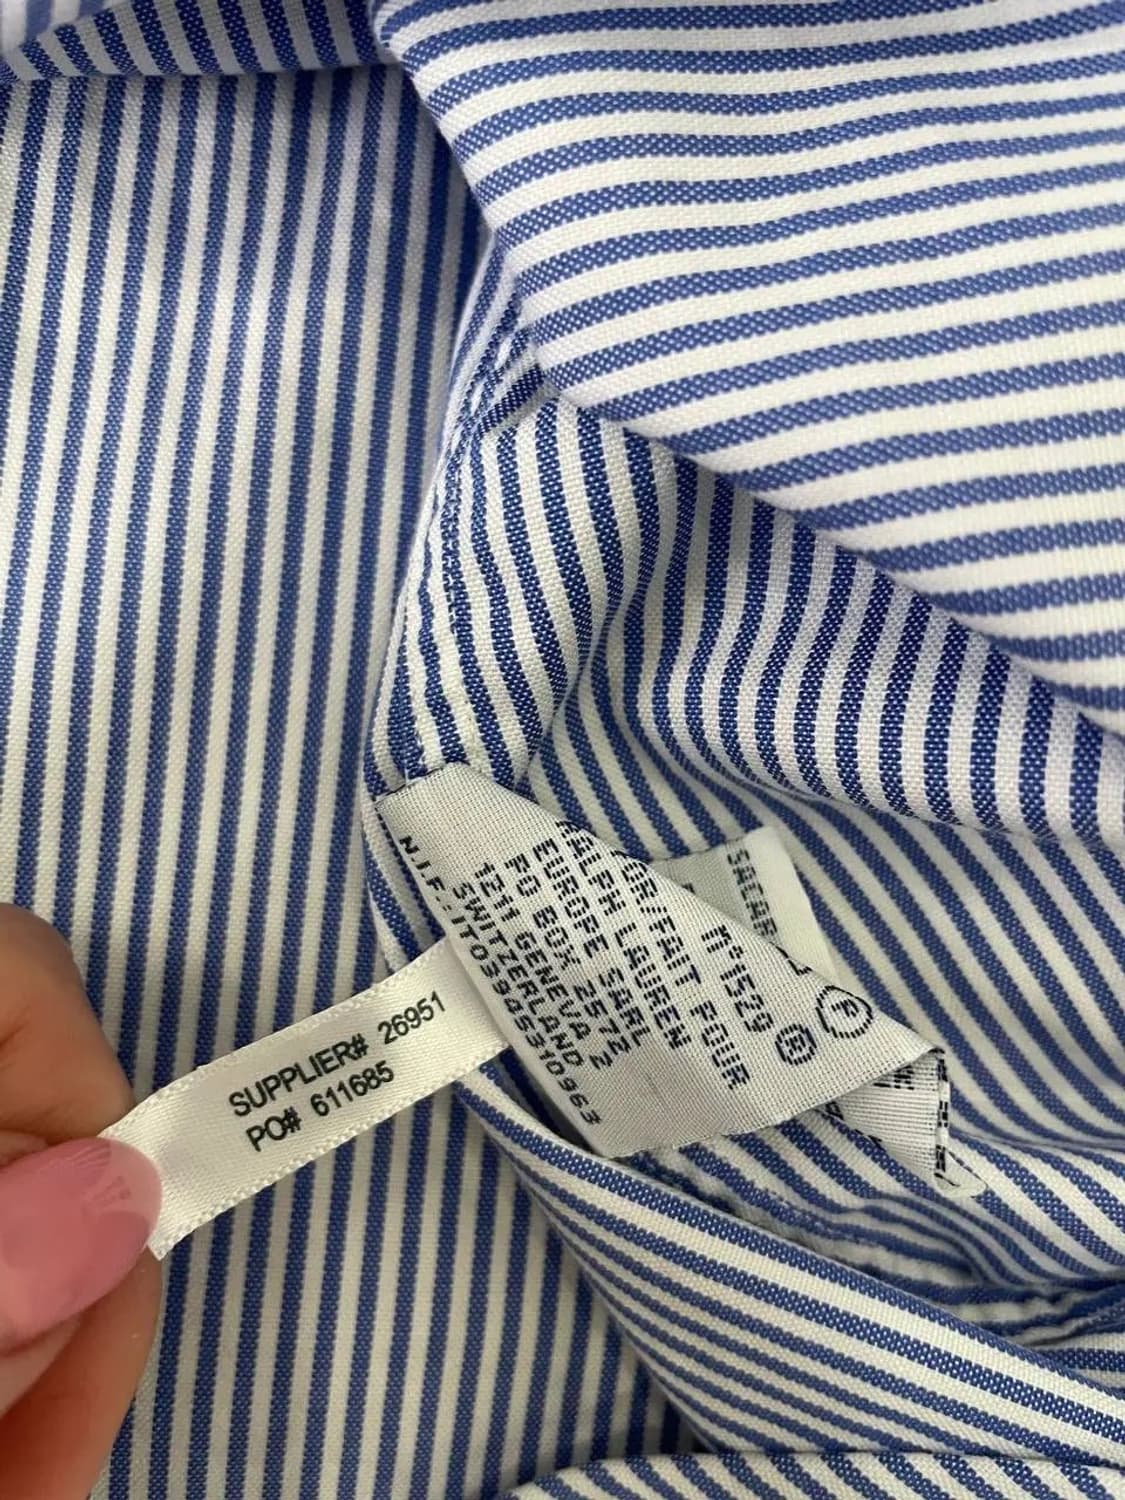 SUPPLIER# 26951
PO# 611685
n°1529
FOR/FAIT POUR
RALPH LAUREN
EUROPE SARL
PO BOX 2572
1211 GENEVA 2
SWITZERLAND
IT03945310963
P